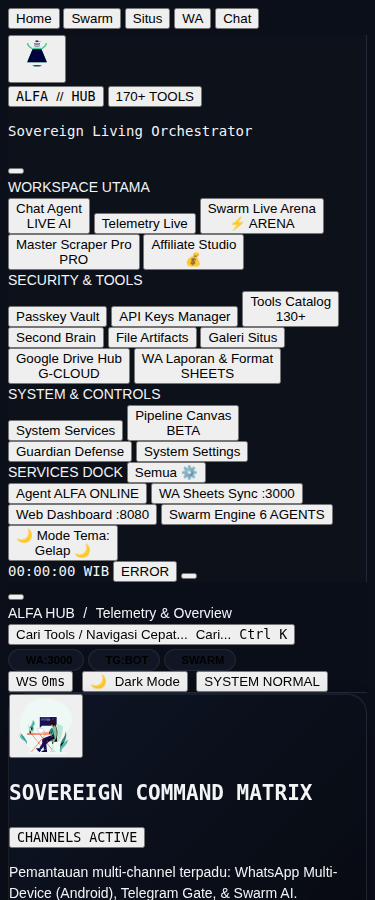 Home Swarm Situs WA Chat
ALFA // HUB 170+ TOOLS
Sovereign Living Orchestrator
WORKSPACE UTAMA
Chat Agent
LIVE AI
Telemetry Live
Swarm Live Arena
⚡ ARENA
Master Scraper Pro
PRO
Affiliate Studio
💰
SECURITY & TOOLS
Passkey Vault API Keys Manager
Tools Catalog
130+
Second Brain File Artifacts Galeri Situs
Google Drive Hub
G-CLOUD
WA Laporan & Format
SHEETS
SYSTEM & CONTROLS
System Services
Pipeline Canvas
BETA
Guardian Defense System Settings
SERVICES DOCK Semua ⚙️
Agent ALFA ONLINE WA Sheets Sync :3000
Web Dashboard :8080 Swarm Engine 6 AGENTS
🌙 Mode Tema:
Gelap 🌙
00:00:00 WIB ERROR
ALFA HUB / Telemetry & Overview
Cari Tools / Navigasi Cepat... Cari... Ctrl K
WA:3000 TG:BOT SWARM
WS 0ms 🌙 Dark Mode SYSTEM NORMAL
SOVEREIGN COMMAND MATRIX
CHANNELS ACTIVE
Pemantauan multi-channel terpadu: WhatsApp Multi-
Device (Android), Telegram Gate, & Swarm AI.